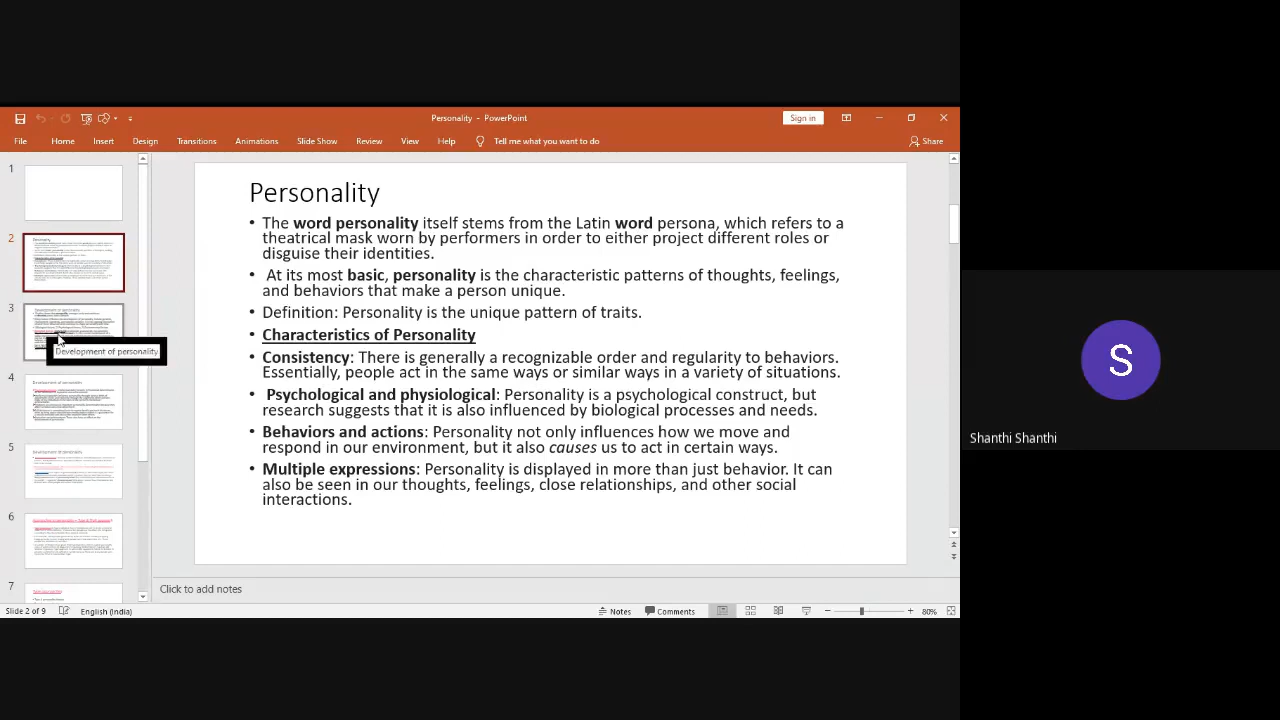 Personality - PowerPoint
Sign in
File Home Insert Design Transitions Animations Slide Show Review View Help Tell me what you want to do Share
1
2
3
Development of personality
4
5
6
7
Personality
• The word personality itself stems from the Latin word persona, which refers to a
theatrical mask worn by performers in order to either project different roles or
disguise their identities.
• At its most basic, personality is the characteristic patterns of thoughts, feelings,
and behaviors that make a person unique.
• Definition: Personality is the unique pattern of traits.
• Characteristics of Personality
• Consistency: There is generally a recognizable order and regularity to behaviors.
Essentially, people act in the same ways or similar ways in a variety of situations.
• Psychological and physiological: Personality is a psychological construct, but
research suggests that it is also influenced by biological processes and needs.
• Behaviors and actions: Personality not only influences how we move and
respond in our environment, but it also causes us to act in certain ways.
• Multiple expressions: Personality is displayed in more than just behavior. It can
also be seen in our thoughts, feelings, close relationships, and other social
interactions.
Click to add notes
Slide 2 of 9 English (India) Notes Comments 80%
S
Shanthi Shanthi